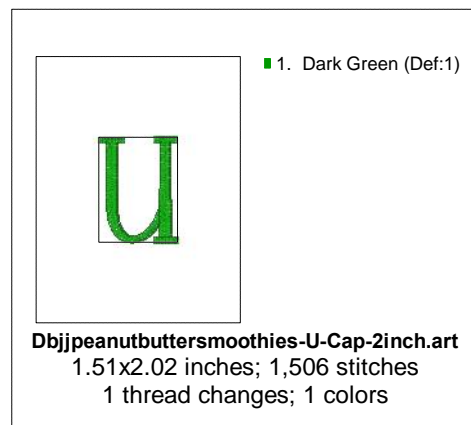 1. Dark Green (Def:1)
U
Dbjjpeanutbuttersmoothies-U-Cap-2inch.art
1.51x2.02 inches; 1,506 stitches
1 thread changes; 1 colors